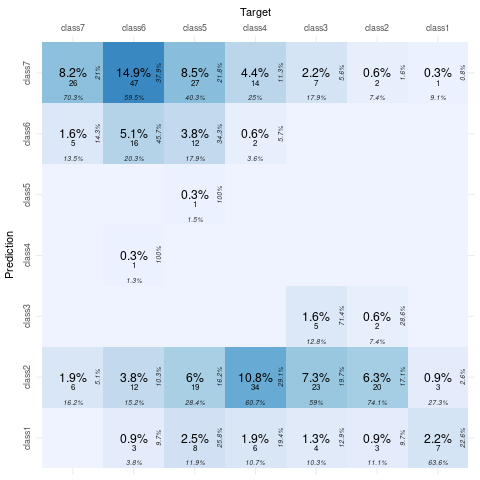 Target
class7 class6 class5 class4 class3 class2 class1
Prediction
class7
8.2% 14.9% 8.5% 4.4% 2.2% 0.6% 0.3%
26 47 27 14 7 2 1
21% 37.9% 21.8% 11.3% 5.6% 1.6% 0.8%
70.3% 59.5% 40.3% 25% 17.9% 7.4% 9.1%
class6
1.6% 5.1% 3.8% 0.6%
5 16 12 2
14.3% 45.7% 34.3% 5.7%
13.5% 20.3% 17.9% 3.6%
class5
0.3%
1
100%
1.5%
class4
0.3%
1
100%
1.3%
class3
1.6% 0.6%
5 2
71.4% 28.6%
12.8% 7.4%
class2
1.9% 3.8% 6% 10.8% 7.3% 6.3% 0.9%
6 12 19 34 23 20 3
5.1% 10.3% 16.2% 29.1% 19.7% 17.1% 2.6%
16.2% 15.2% 28.4% 60.7% 59% 74.1% 27.3%
class1
0.9% 2.5% 1.9% 1.3% 0.9% 2.2%
3 8 6 4 3 7
9.7% 25.8% 19.4% 12.9% 9.7% 22.6%
3.8% 11.9% 10.7% 10.3% 11.1% 63.6%